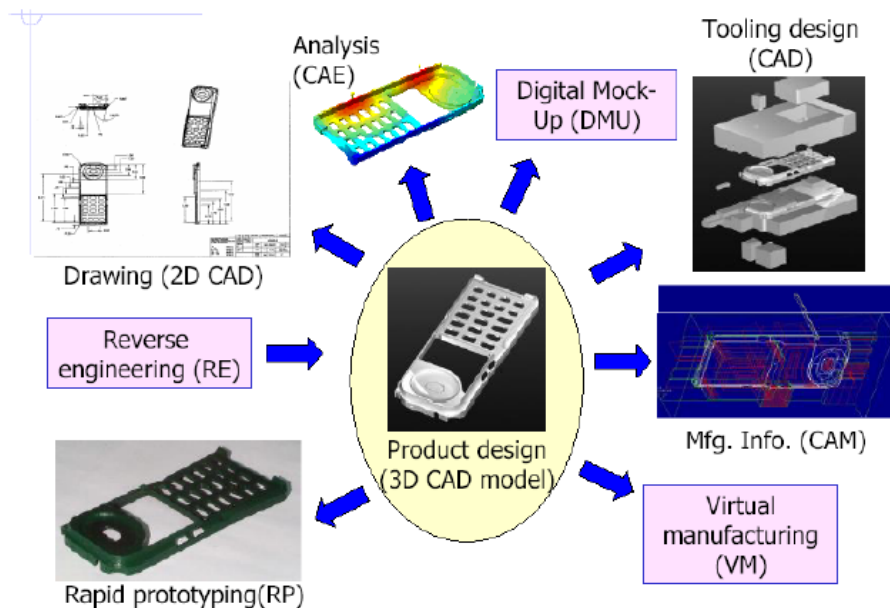 Analysis
(CAE)
Digital Mock-
Up (DMU)
Tooling design
(CAD)
Drawing (2D CAD)
Reverse
engineering (RE)
Product design
(3D CAD model)
Mfg. Info. (CAM)
Rapid prototyping(RP)
Virtual
manufacturing
(VM)